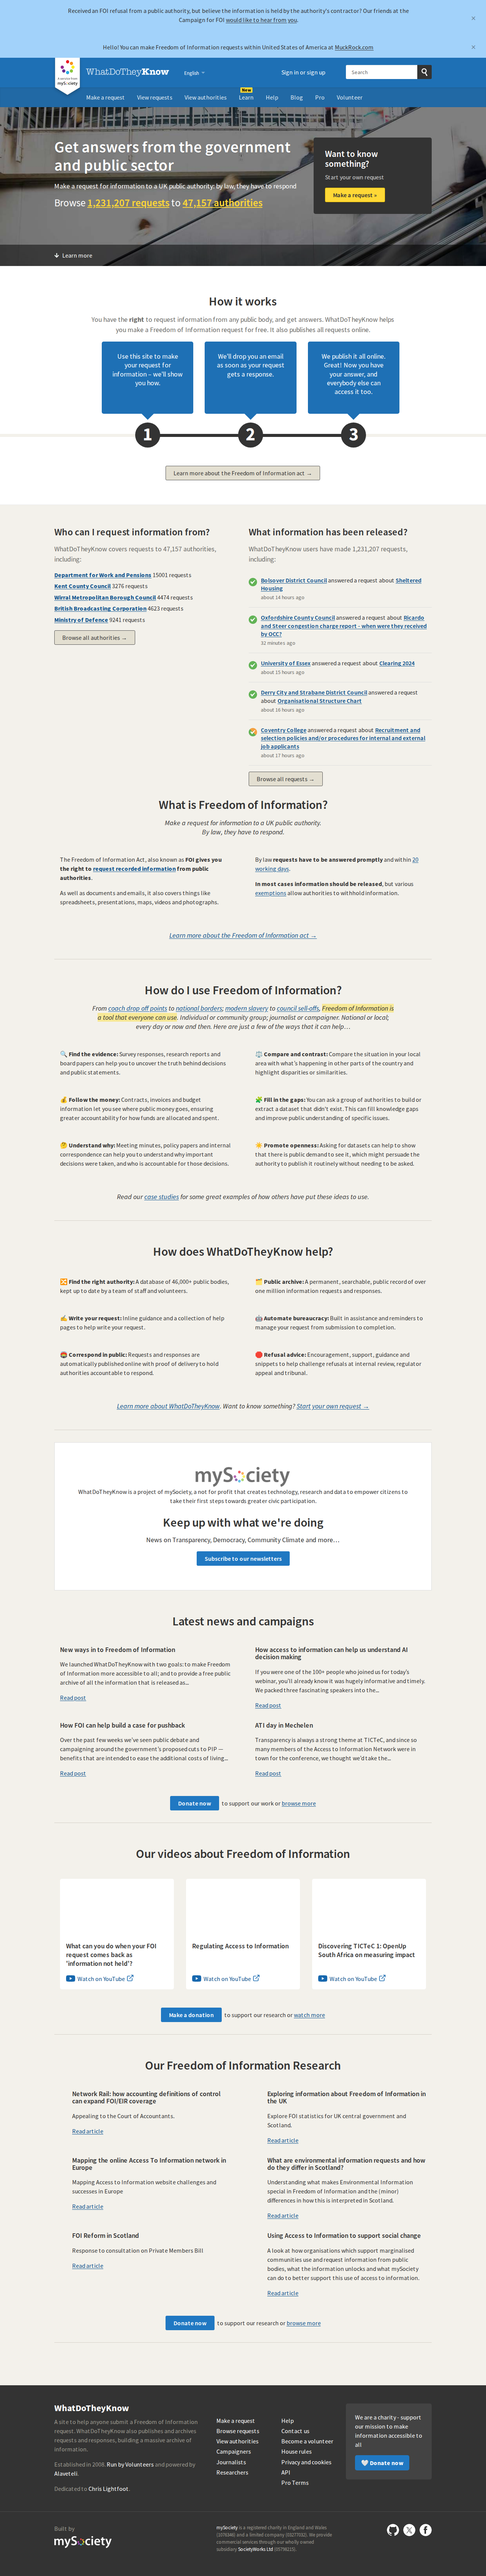 Received an FOI refusal from a public authority, but believe the information is held by the authority's contractor? Our friends at the
Campaign for FOI would like to hear from you.
×
Hello! You can make Freedom of Information requests within United States of America at MuckRock.com
×
mySociety
WhatDoTheyKnow
English
Sign in or sign up
Search
Make a request
View requests
View authorities
New
Learn
Help
Blog
Pro
Volunteer
Get answers from the government
and public sector
Make a request for information to a UK public authority: by law, they have to respond
Browse 1,231,207 requests to 47,157 authorities
Want to know
something?
Start your own request
Make a request »
↓ Learn more
How it works
You have the right to request information from any public body, and get answers. WhatDoTheyKnow helps
you make a Freedom of Information request for free. It also publishes all requests online.
Use this site to make
your request for
information – we'll show
you how.
We'll drop you an email
as soon as your request
gets a response.
We publish it all online.
Great! Now you have
your answer, and
everybody else can
access it too.
1
2
3
Learn more about the Freedom of Information act →
Who can I request information from?
WhatDoTheyKnow covers requests to 47,157 authorities,
including:
Department for Work and Pensions 15001 requests
Kent County Council 3276 requests
Wirral Metropolitan Borough Council 4474 requests
British Broadcasting Corporation 4623 requests
Ministry of Defence 9241 requests
Browse all authorities →
What information has been released?
WhatDoTheyKnow users have made 1,231,207 requests,
including:
Bolsover District Council answered a request about Sheltered
Housing
about 14 hours ago
Oxfordshire County Council answered a request about Ricardo
and Steer congestion charge report - when were they received
by OCC?
32 minutes ago
University of Essex answered a request about Clearing 2024
about 15 hours ago
Derry City and Strabane District Council answered a request
about Organisational Structure Chart
about 16 hours ago
Coventry College answered a request about Recruitment and
selection policies and/or procedures for internal and external
job applicants
about 17 hours ago
Browse all requests →
What is Freedom of Information?
Make a request for information to a UK public authority.
By law, they have to respond.
The Freedom of Information Act, also known as FOI gives you
the right to request recorded information from public
authorities.
As well as documents and emails, it also covers things like
spreadsheets, presentations, maps, videos and photographs.
By law requests have to be answered promptly and within 20
working days.
In most cases information should be released, but various
exemptions allow authorities to withhold information.
Learn more about the Freedom of Information act →
How do I use Freedom of Information?
From coach drop off points to national borders; modern slavery to council sell-offs, Freedom of Information is
a tool that everyone can use. Individual or community group; journalist or campaigner. National or local;
every day or now and then. Here are just a few of the ways that it can help…
🔍 Find the evidence: Survey responses, research reports and
board papers can help you to uncover the truth behind decisions
and public statements.
⚖️ Compare and contrast: Compare the situation in your local
area with what's happening in other parts of the country and
highlight disparities or similarities.
💰 Follow the money: Contracts, invoices and budget
information let you see where public money goes, ensuring
greater accountability for how funds are allocated and spent.
🧩 Fill in the gaps: You can ask a group of authorities to build or
extract a dataset that didn't exist. This can fill knowledge gaps
and improve public understanding of specific issues.
🤔 Understand why: Meeting minutes, policy papers and internal
correspondence can help you to understand why important
decisions were taken, and who is accountable for those decisions.
☀️ Promote openness: Asking for datasets can help to show
that there is public demand to see it, which might persuade the
authority to publish it routinely without needing to be asked.
Read our case studies for some great examples of how others have put these ideas to use.
How does WhatDoTheyKnow help?
🔀 Find the right authority: A database of 46,000+ public bodies,
kept up to date by a team of staff and volunteers.
🗂️ Public archive: A permanent, searchable, public record of over
one million information requests and responses.
✍️ Write your request: Inline guidance and a collection of help
pages to help write your request.
🤖 Automate bureaucracy: Built in assistance and reminders to
manage your request from submission to completion.
Correspond in public: Requests and responses are
automatically published online with proof of delivery to hold
authorities accountable to respond.
🛑 Refusal advice: Encouragement, support, guidance and
snippets to help challenge refusals at internal review, regulator
appeal and tribunal.
Learn more about WhatDoTheyKnow. Want to know something? Start your own request →
mySociety
WhatDoTheyKnow is a project of mySociety, a not for profit that creates technology, research and data to empower citizens to
take their first steps towards greater civic participation.
Keep up with what we're doing
News on Transparency, Democracy, Community Climate and more…
Subscribe to our newsletters
Latest news and campaigns
New ways in to Freedom of Information
We launched WhatDoTheyKnow with two goals: to make Freedom
of Information more accessible to all; and to provide a free public
archive of all the information that is released as...
Read post
How access to information can help us understand AI
decision making
If you were one of the 100+ people who joined us for today's
webinar, you'll already know it was hugely informative and timely.
We packed three fascinating speakers into the...
Read post
How FOI can help build a case for pushback
Over the past few weeks we've seen public debate and
campaigning around the government's proposed cuts to PIP —
benefits that are intended to ease the additional costs of living...
Read post
ATI day in Mechelen
Transparency is always a strong theme at TICTeC, and since so
many members of the Access to Information Network were in
town for the conference, we thought we'd take the...
Read post
Donate now to support our work or browse more
Our videos about Freedom of Information
What can you do when your FOI
request comes back as
'information not held'?
Watch on YouTube
Regulating Access to Information
Watch on YouTube
Discovering TICTeC 1: OpenUp
South Africa on measuring impact
Watch on YouTube
Make a donation to support our research or watch more
Our Freedom of Information Research
Network Rail: how accounting definitions of control
can expand FOI/EIR coverage
Appealing to the Court of Accountants.
Read article
Exploring information about Freedom of Information in
the UK
Explore FOI statistics for UK central government and
Scotland.
Read article
Mapping the online Access To Information network in
Europe
Mapping Access to Information website challenges and
successes in Europe
Read article
What are environmental information requests and how
do they differ in Scotland?
Understanding what makes Environmental Information
special in Freedom of Information and the (minor)
differences in how this is interpreted in Scotland.
Read article
FOI Reform in Scotland
Response to consultation on Private Members Bill
Read article
Using Access to Information to support social change
A look at how organisations which support marginalised
communities use and request information from public
bodies, what the information unlocks and what mySociety
can do to better support this use of access to information.
Read article
Donate now to support our research or browse more
WhatDoTheyKnow
A site to help anyone submit a Freedom of Information
request. WhatDoTheyKnow also publishes and archives
requests and responses, building a massive archive of
information.
Established in 2008. Run by Volunteers and powered by
Alaveteli.
Dedicated to Chris Lightfoot.
Make a request
Browse requests
View authorities
Campaigners
Journalists
Researchers
Help
Contact us
Become a volunteer
House rules
Privacy and cookies
API
Pro Terms
We are a charity - support
our mission to make
information accessible to
all
🤍 Donate now
Built by
mySociety
mySociety is a registered charity in England and Wales
(1076346) and a limited company (03277032). We provide
commercial services through our wholly owned
subsidiary SocietyWorks Ltd (05798215).